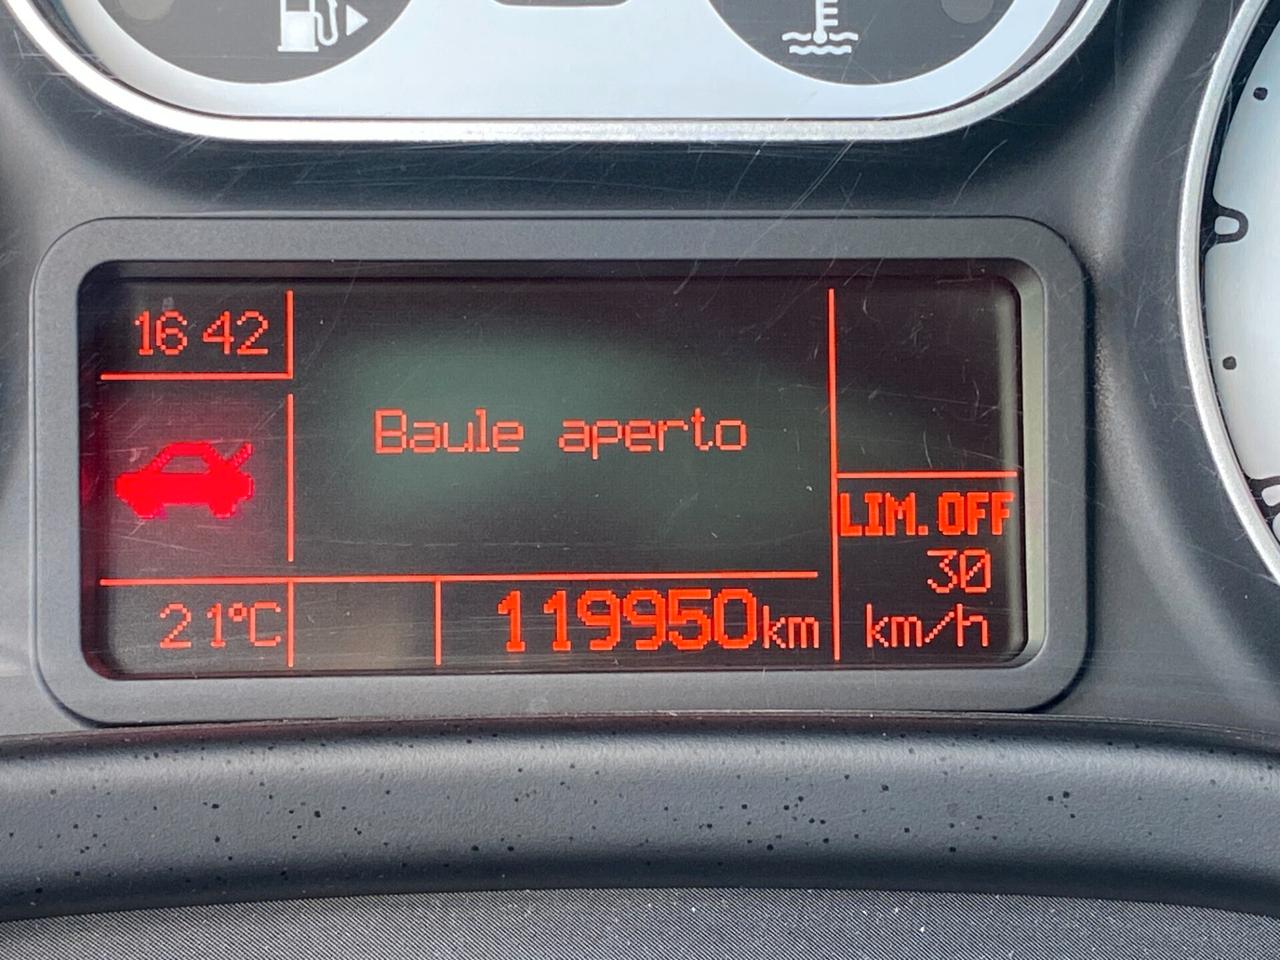 16 42
Baule aperto
LIM.OFF
30
km/h
21°C
119950km